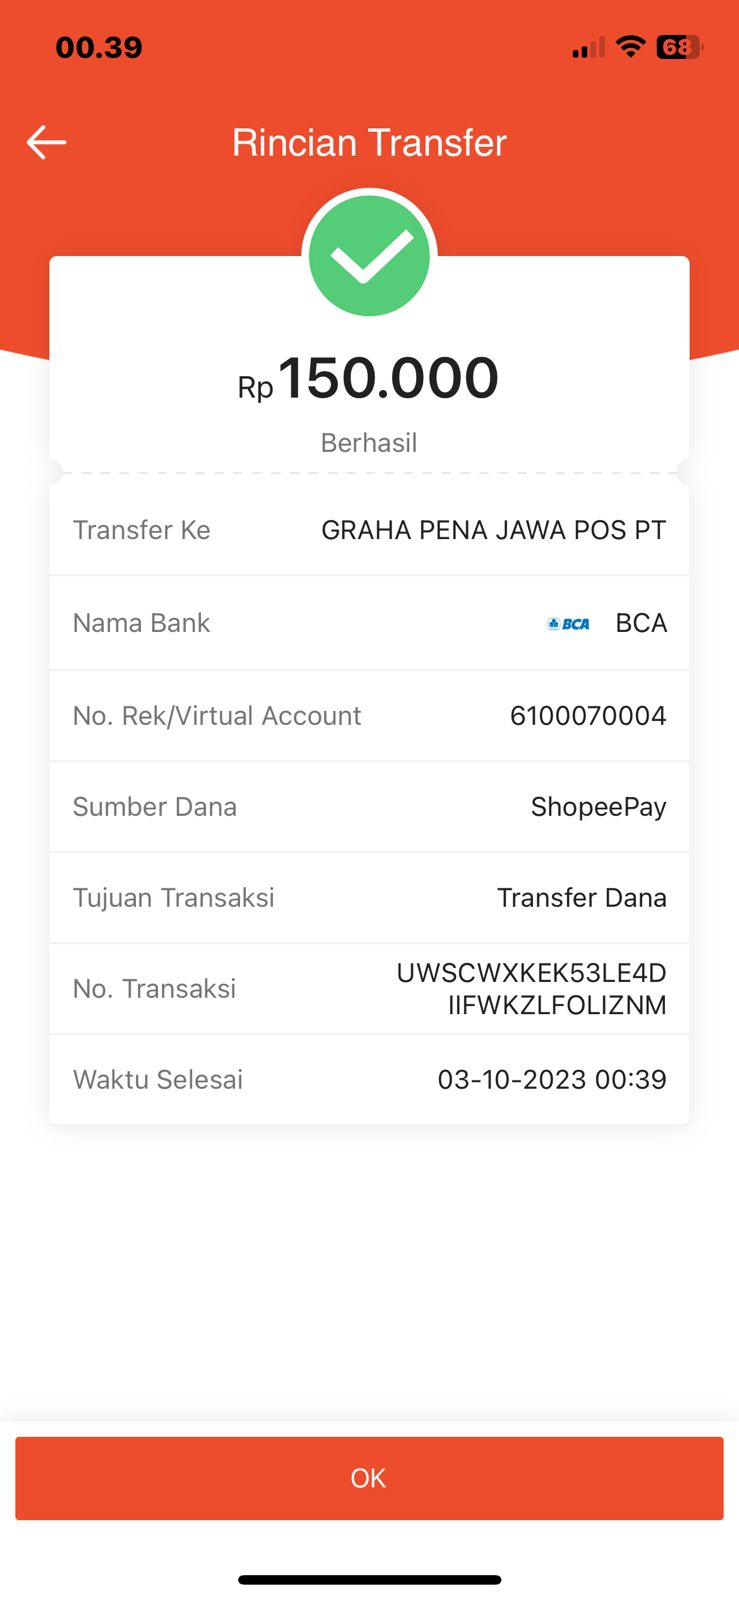 00.39
68
Rincian Transfer
Rp150.000
Berhasil
Transfer Ke GRAHA PENA JAWA POS PT
Nama Bank BCA BCA
No. Rek/Virtual Account 6100070004
Sumber Dana ShopeePay
Tujuan Transaksi Transfer Dana
No. Transaksi UWSCWXKEK53LE4D
IIFWKZLFOLIZNM
Waktu Selesai 03-10-2023 00:39
OK